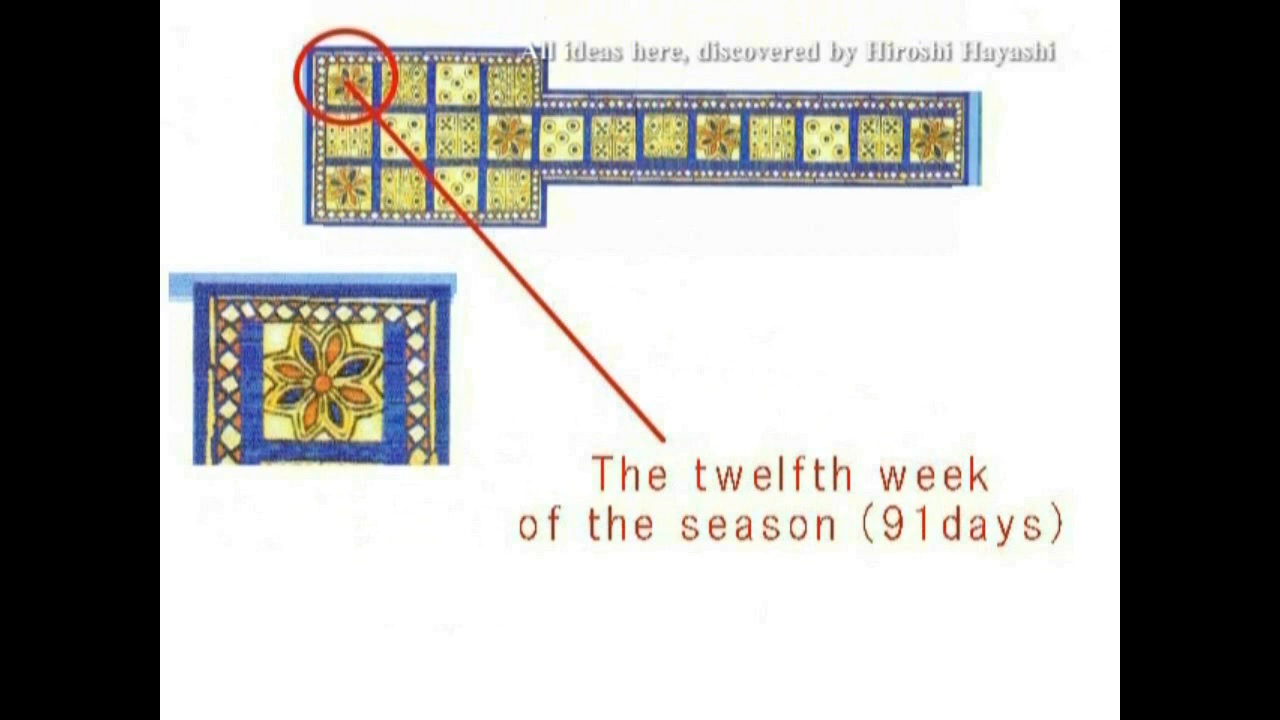 All ideas here, discovered by Hiroshi Hayashi
The twelfth week
of the season (91days)